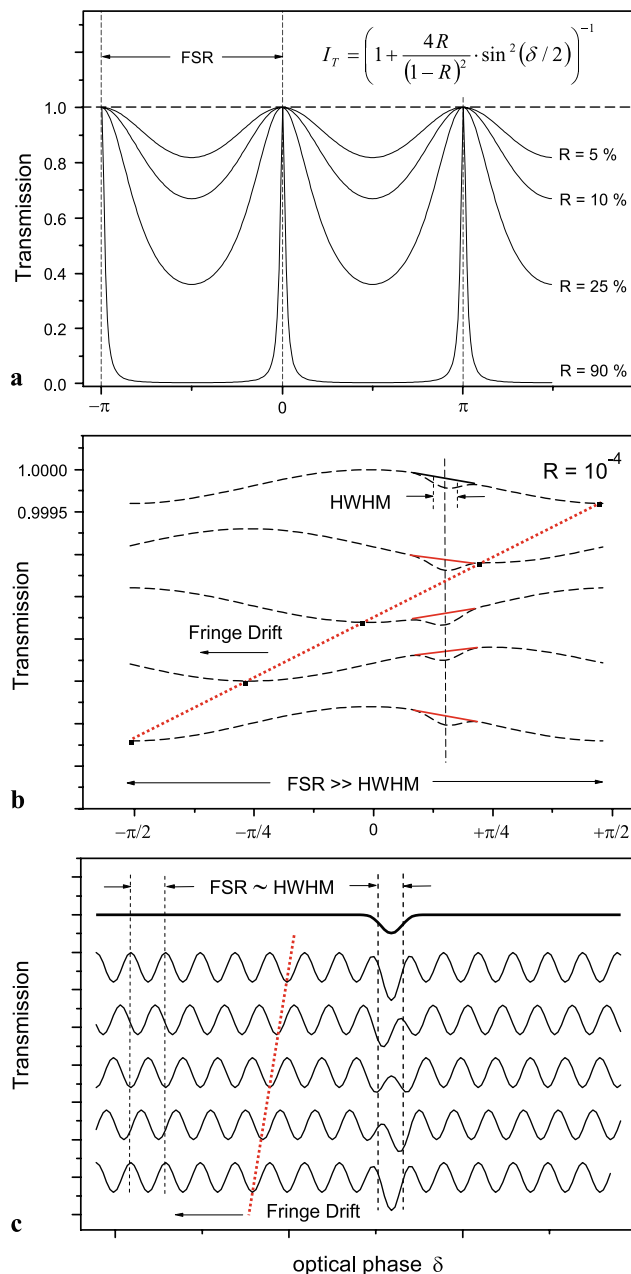 FSR
I_T = (1 + 4R/(1−R)² · sin²(δ/2))⁻¹
Transmission
1.0
0.8
0.6
0.4
0.2
0.0
R = 5 %
R = 10 %
R = 25 %
R = 90 %
a
−π
0
π
1.0000
0.9995
R = 10⁻⁴
HWHM
Transmission
Fringe Drift
FSR >> HWHM
b
−π/2
−π/4
0
+π/4
+π/2
FSR ~ HWHM
Transmission
Fringe Drift
c
optical phase δ